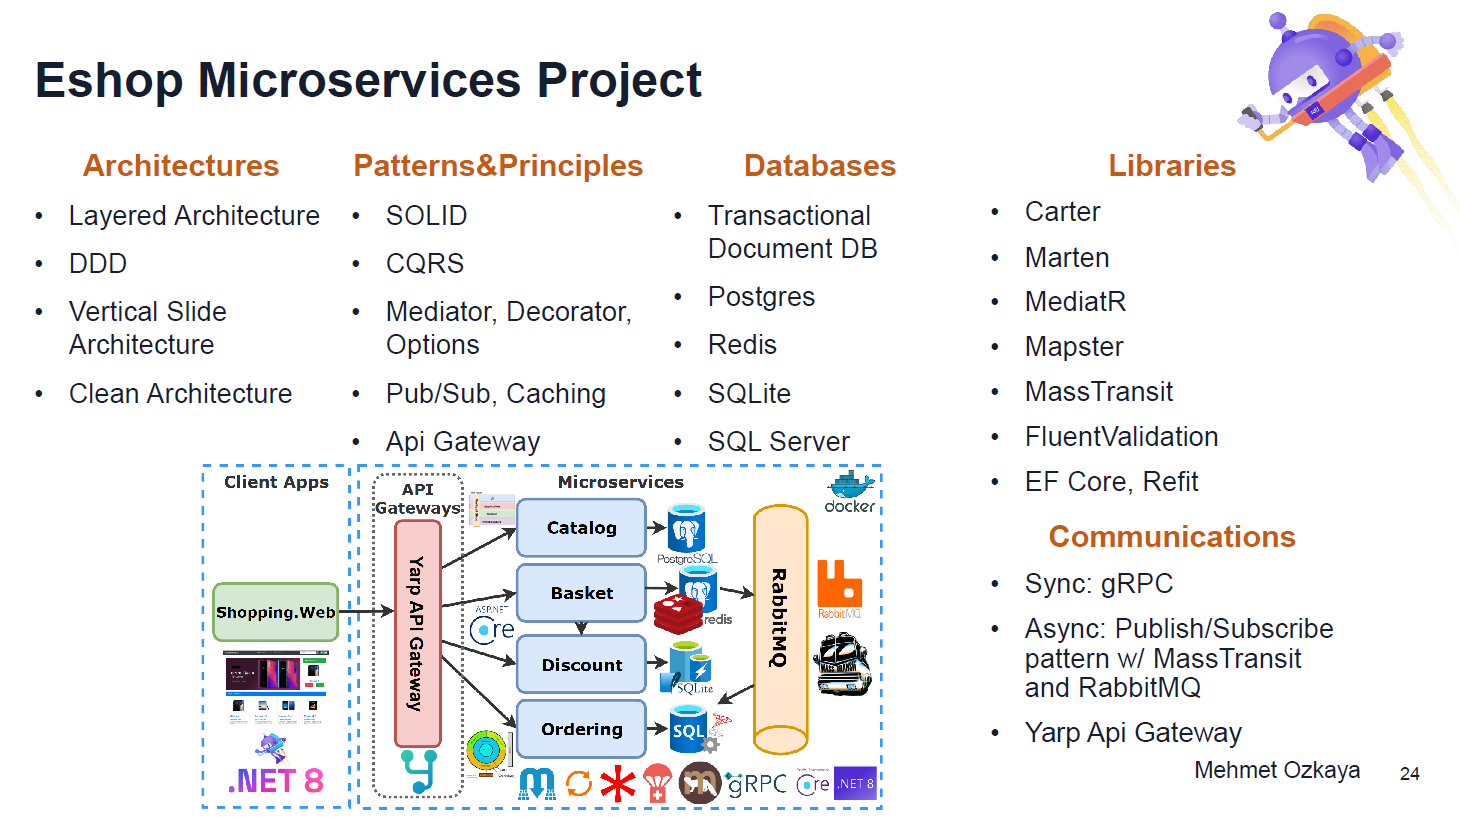 Eshop Microservices Project
Architectures
• Layered Architecture
• DDD
• Vertical Slide
Architecture
• Clean Architecture
Patterns&Principles
• SOLID
• CQRS
• Mediator, Decorator,
Options
• Pub/Sub, Caching
• Api Gateway
Databases
• Transactional
Document DB
• Postgres
• Redis
• SQLite
• SQL Server
Libraries
• Carter
• Marten
• MediatR
• Mapster
• MassTransit
• FluentValidation
• EF Core, Refit
Communications
• Sync: gRPC
• Async: Publish/Subscribe
pattern w/ MassTransit
and RabbitMQ
• Yarp Api Gateway
Client Apps
Shopping.Web
.NET 8
API
Gateways
Yarp API Gateway
Microservices
docker
Catalog
PostgreSQL
Basket
redis
ASP.NET
Core
Discount
SQLite
Ordering
SQL
RabbitMQ
RabbitMQ
MASS TRANSIT
gRPC
Core
.NET 8
Mehmet Ozkaya
24